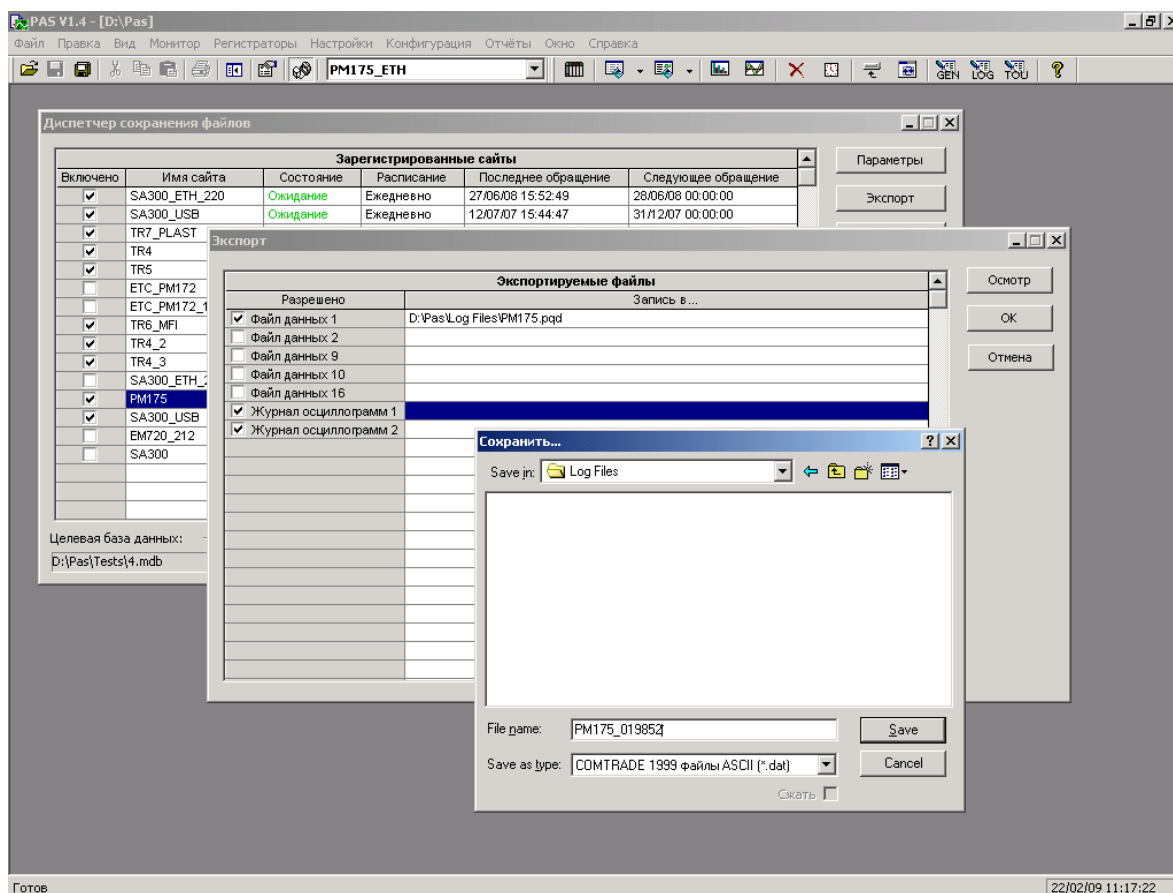 PAS V1.4 - [D:\Pas]
Файл Правка Вид Монитор Регистраторы Настройки Конфигурация Отчёты Окно Справка
PM175_ETH GEN LOG TOU
Диспетчер сохранения файлов
Зарегистрированные сайты
Включено Имя сайта Состояние Расписание Последнее обращение Следующее обращение
SA300_ETH_220 Ожидание Ежедневно 27/06/08 15:52:49 28/06/08 00:00:00
SA300_USB Ожидание Ежедневно 12/07/07 15:44:47 31/12/07 00:00:00
TR7_PLAST
TR4
TR5
ETC_PM172
ETC_PM172_1
TR6_MFI
TR4_2
TR4_3
SA300_ETH_2
PM175
SA300_USB
EM720_212
SA300
Целевая база данных:
D:\Pas\Tests\4.mdb
Параметры
Экспорт
Экспорт
Экспортируемые файлы
Разрешено Запись в...
Файл данных 1 D:\Pas\Log Files\PM175.pqd
Файл данных 2
Файл данных 9
Файл данных 10
Файл данных 16
Журнал осциллограмм 1
Журнал осциллограмм 2
Осмотр
ОК
Отмена
Сохранить...
Save in: Log Files
File name: PM175_019852
Save
Save as type: COMTRADE 1999 файлы ASCII (*.dat)
Cancel
Сжать
Готов
22/02/09 11:17:22